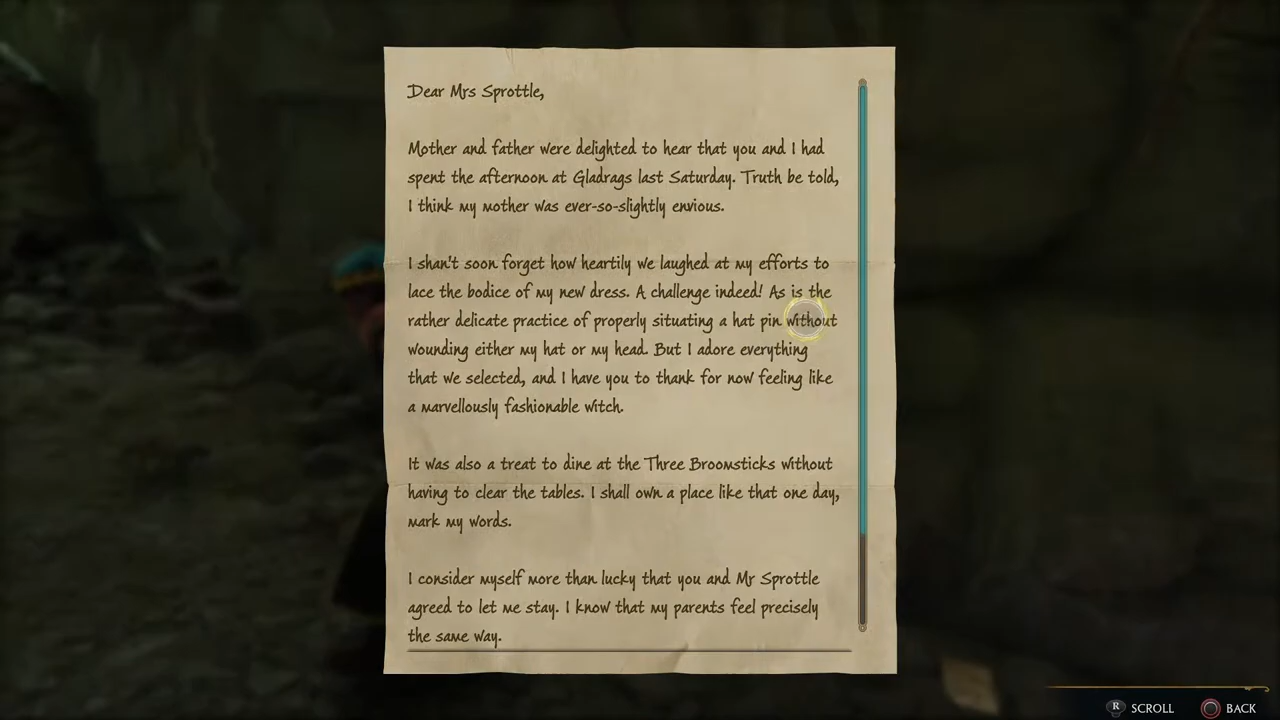 Dear Mrs Sprottle,
Mother and father were delighted to hear that you and I had
spent the afternoon at Gladrags last Saturday. Truth be told,
I think my mother was ever-so-slightly envious.
I shan't soon forget how heartily we laughed at my efforts to
lace the bodice of my new dress. A challenge indeed! As is the
rather delicate practice of properly situating a hat pin without
wounding either my hat or my head. But I adore everything
that we selected, and I have you to thank for now feeling like
a marvellously fashionable witch.
It was also a treat to dine at the Three Broomsticks without
having to clear the tables. I shall own a place like that one day,
mark my words.
I consider myself more than lucky that you and Mr Sprottle
agreed to let me stay. I know that my parents feel precisely
the same way.
R SCROLL BACK